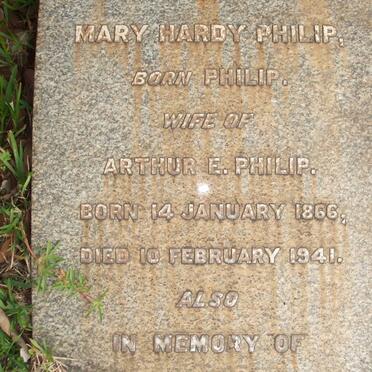 MARY HARDY PHILIP,
BORN PHILIP.
WIFE OF
ARTHUR E. PHILIP.
BORN 14 JANUARY 1866,
DIED 10 FEBRUARY 1941.
ALSO
IN MEMORY OF